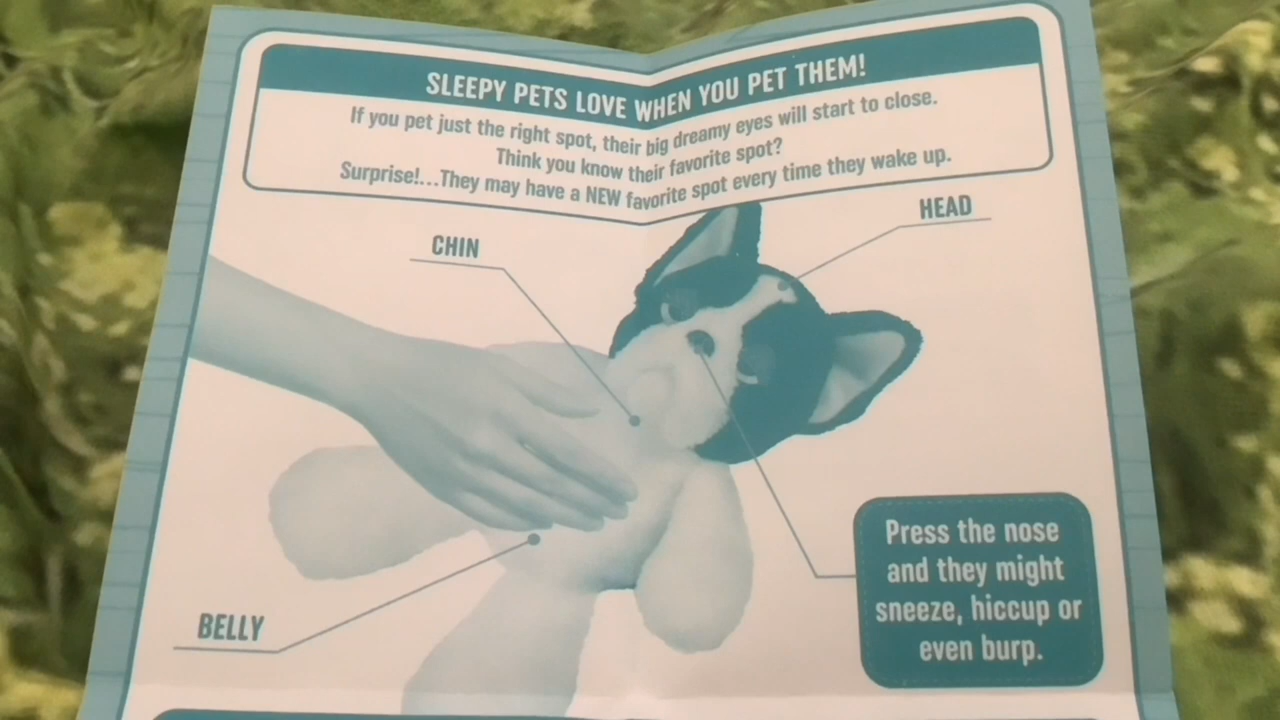 SLEEPY PETS LOVE WHEN YOU PET THEM!
If you pet just the right spot, their big dreamy eyes will start to close.
Think you know their favorite spot?
Surprise!...They may have a NEW favorite spot every time they wake up.
HEAD
CHIN
Press the nose
and they might
sneeze, hiccup or
even burp.
BELLY